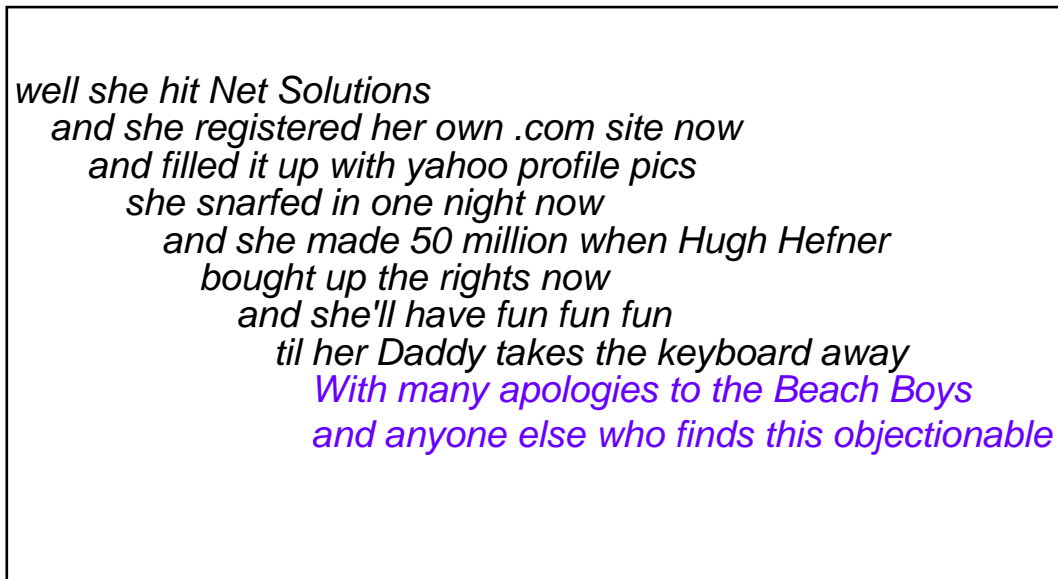 well she hit Net Solutions
and she registered her own .com site now
and filled it up with yahoo profile pics
she snarfed in one night now
and she made 50 million when Hugh Hefner
bought up the rights now
and she'll have fun fun fun
til her Daddy takes the keyboard away
With many apologies to the Beach Boys
and anyone else who finds this objectionable